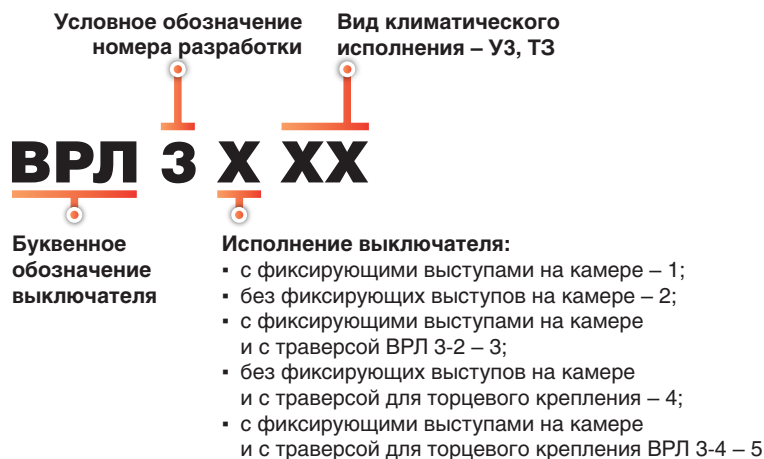 Условное обозначение
номера разработки
Вид климатического
исполнения – У3, Т3
ВРЛ 3 Х ХХ
Буквенное
обозначение
выключателя
Исполнение выключателя:
▪ с фиксирующими выступами на камере – 1;
▪ без фиксирующих выступов на камере – 2;
▪ с фиксирующими выступами на камере
и с траверсой ВРЛ 3-2 – 3;
▪ без фиксирующих выступов на камере
и с траверсой для торцевого крепления – 4;
▪ с фиксирующими выступами на камере
и с траверсой для торцевого крепления ВРЛ 3-4 – 5